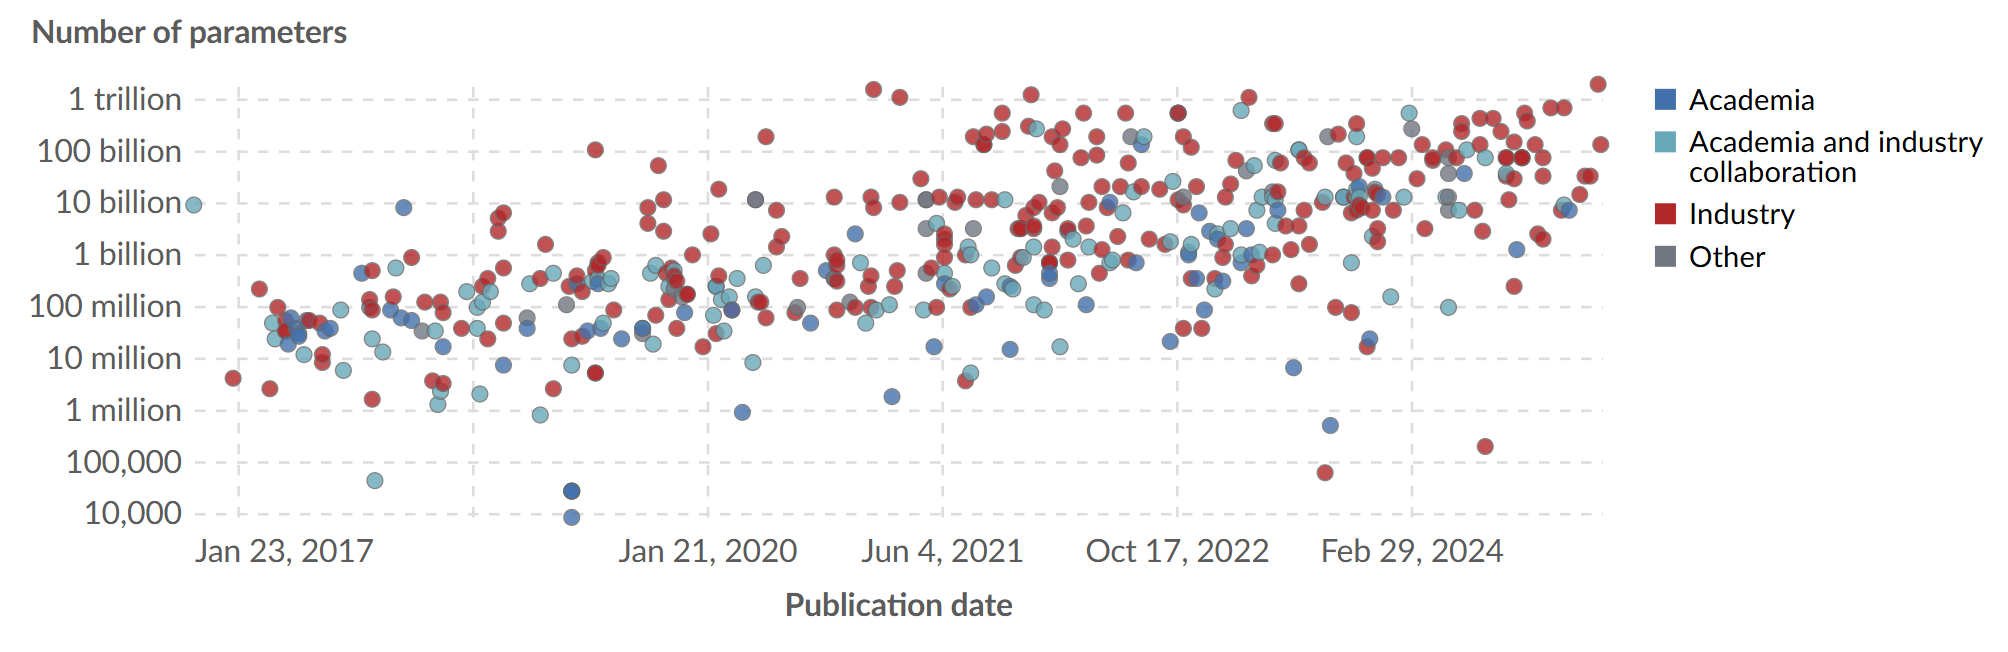 Number of parameters
1 trillion
100 billion
10 billion
1 billion
100 million
10 million
1 million
100,000
10,000
Jan 23, 2017
Jan 21, 2020
Jun 4, 2021
Oct 17, 2022
Feb 29, 2024
Publication date
Academia
Academia and industry
collaboration
Industry
Other